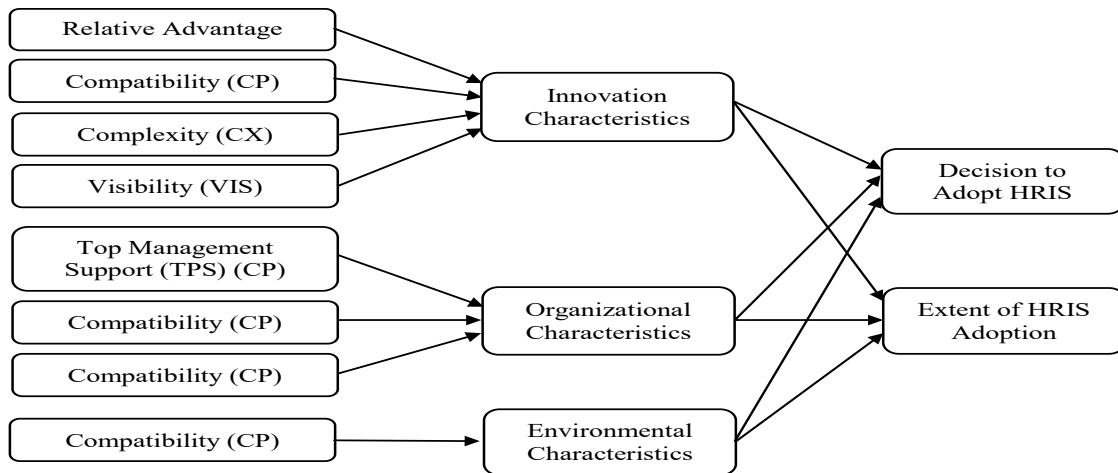 Relative Advantage
Compatibility (CP)
Complexity (CX)
Visibility (VIS)
Top Management
Support (TPS) (CP)
Compatibility (CP)
Compatibility (CP)
Compatibility (CP)
Innovation
Characteristics
Organizational
Characteristics
Environmental
Characteristics
Decision to
Adopt HRIS
Extent of HRIS
Adoption